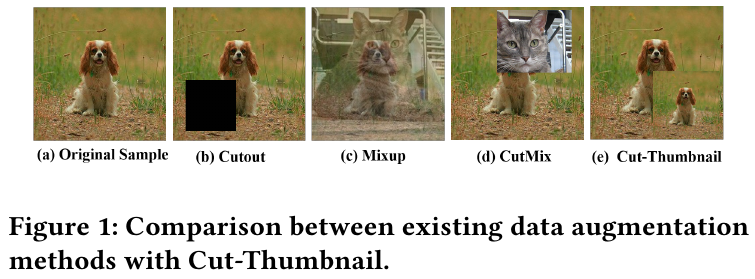 (a) Original Sample (b) Cutout (c) Mixup (d) CutMix (e) Cut-Thumbnail
Figure 1: Comparison between existing data augmentation
methods with Cut-Thumbnail.